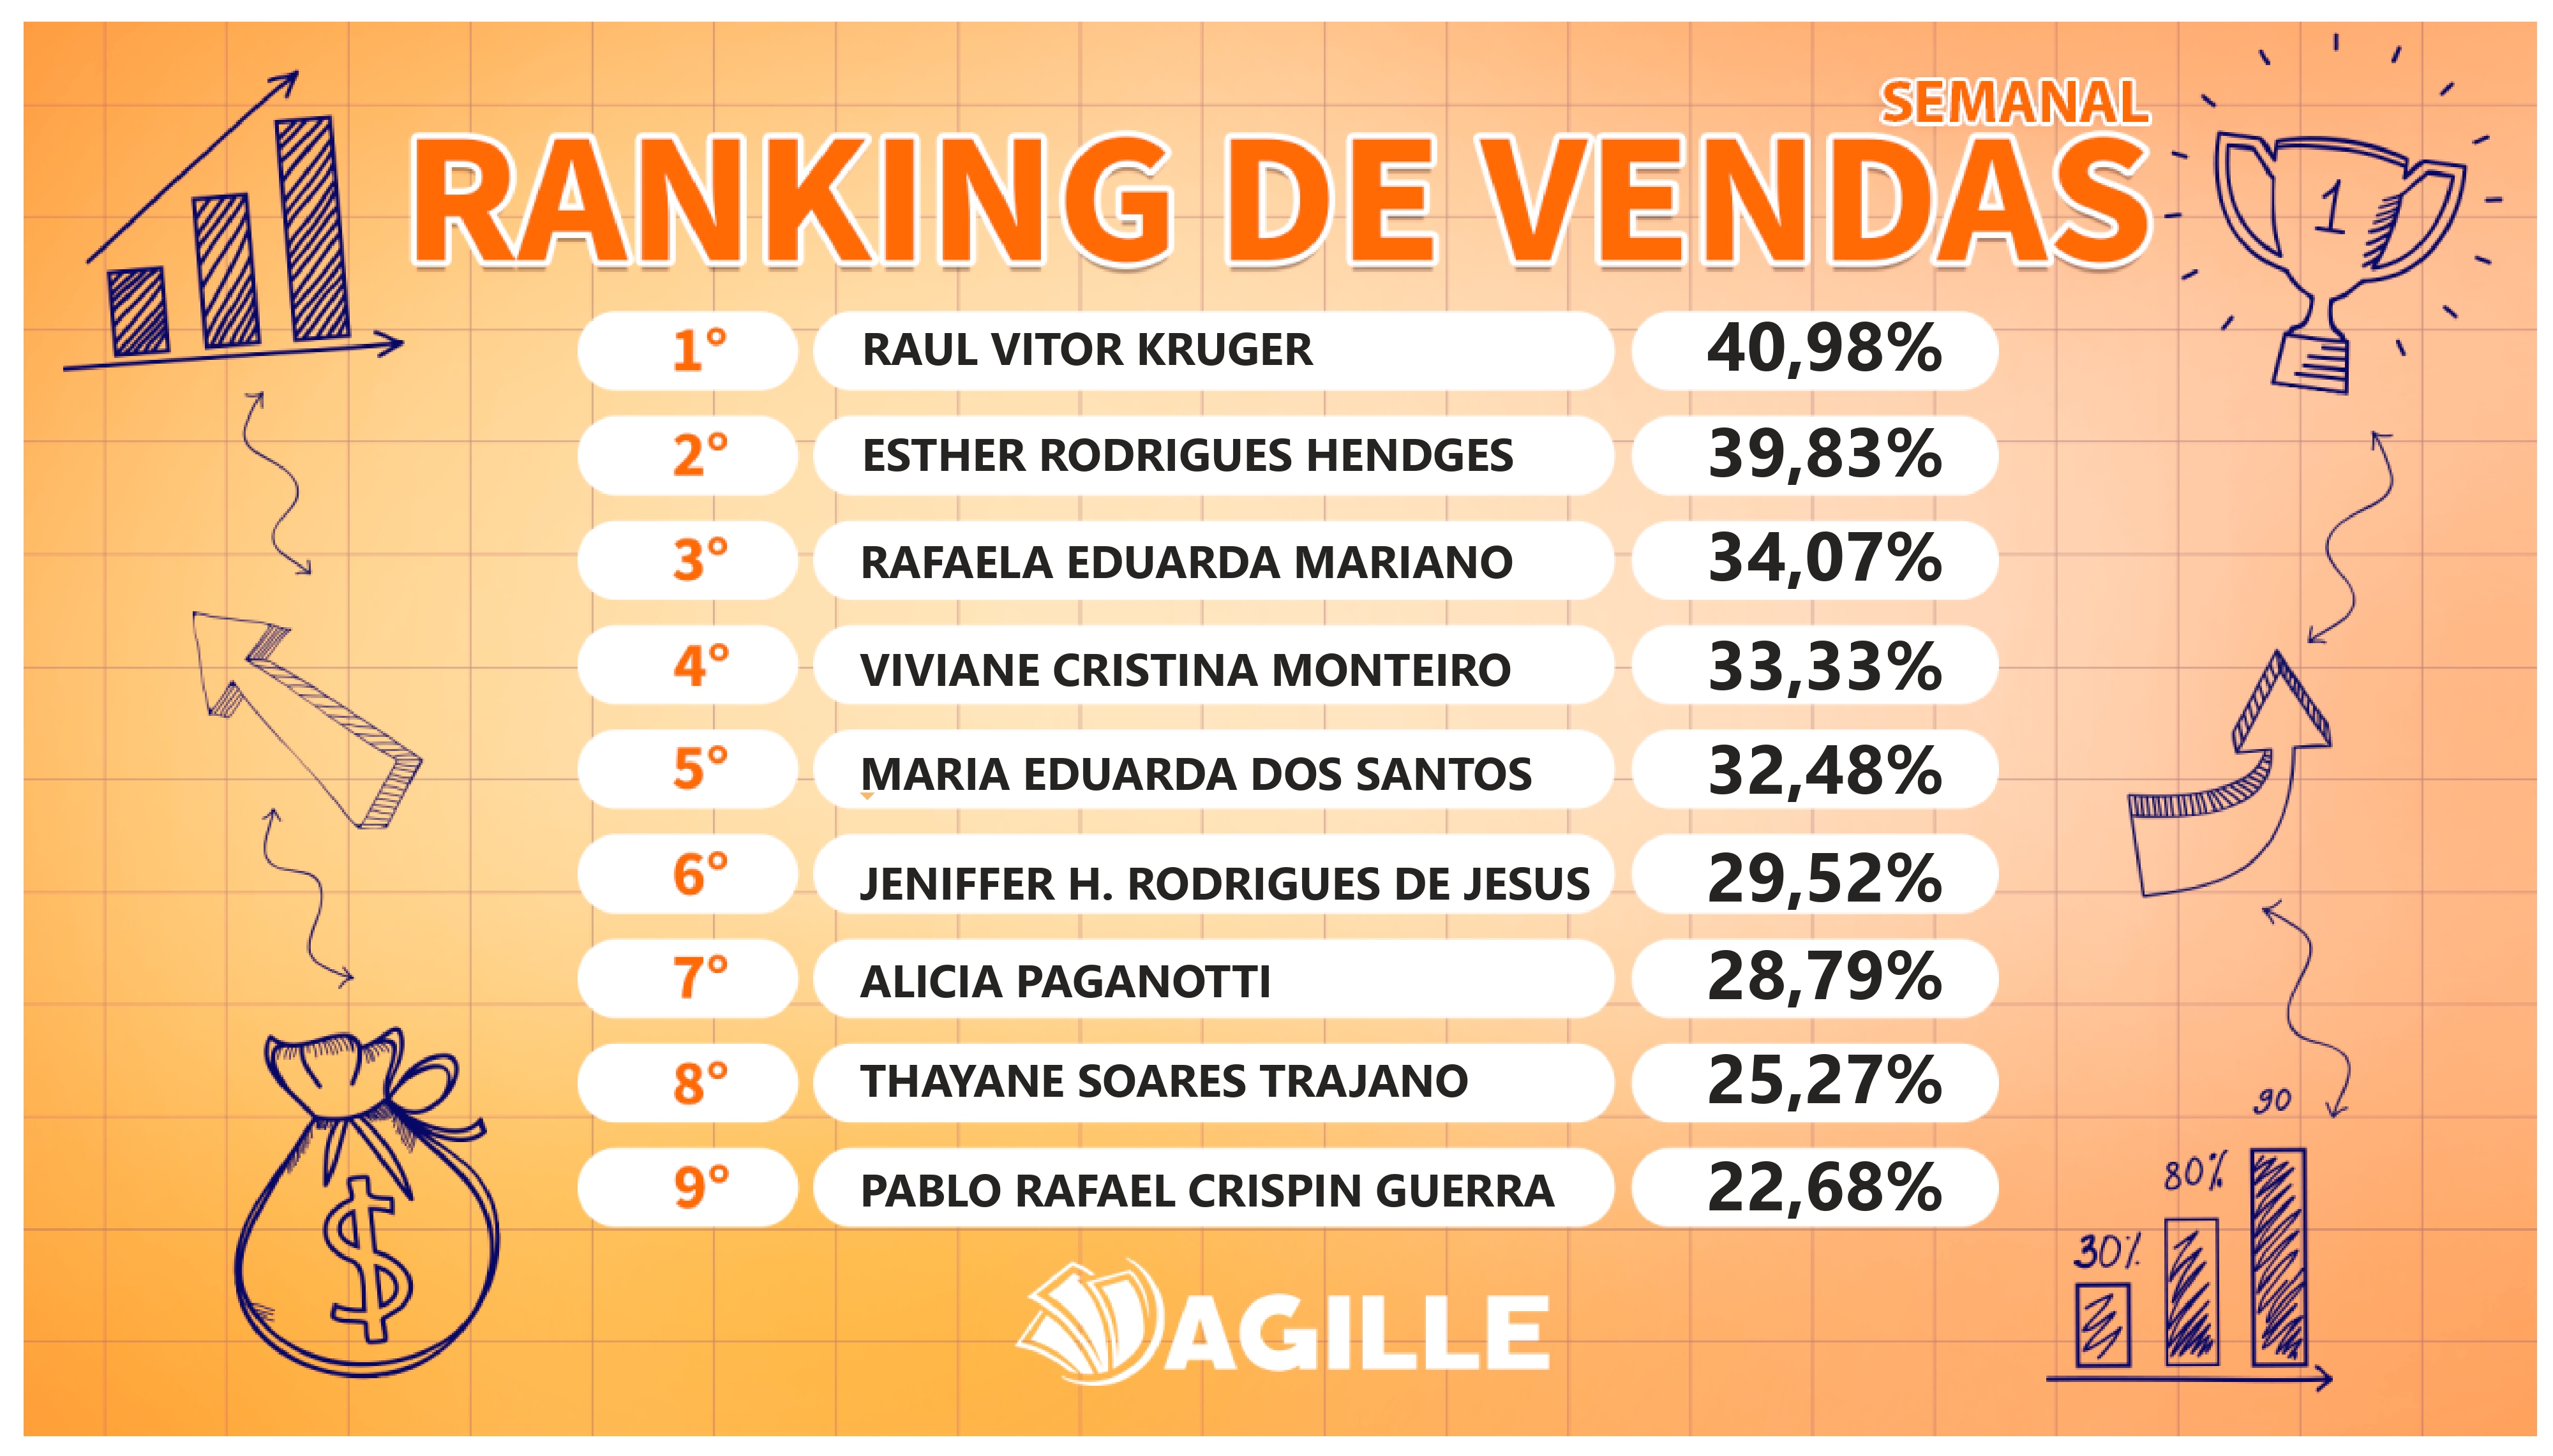 SEMANAL
RANKING DE VENDAS
1
1° RAUL VITOR KRUGER 40,98%
2° ESTHER RODRIGUES HENDGES 39,83%
3° RAFAELA EDUARDA MARIANO 34,07%
4° VIVIANE CRISTINA MONTEIRO 33,33%
5° MARIA EDUARDA DOS SANTOS 32,48%
6° JENIFFER H. RODRIGUES DE JESUS 29,52%
7° ALICIA PAGANOTTI 28,79%
8° THAYANE SOARES TRAJANO 25,27%
9° PABLO RAFAEL CRISPIN GUERRA 22,68%
$
30%
80%
90
AGILLE